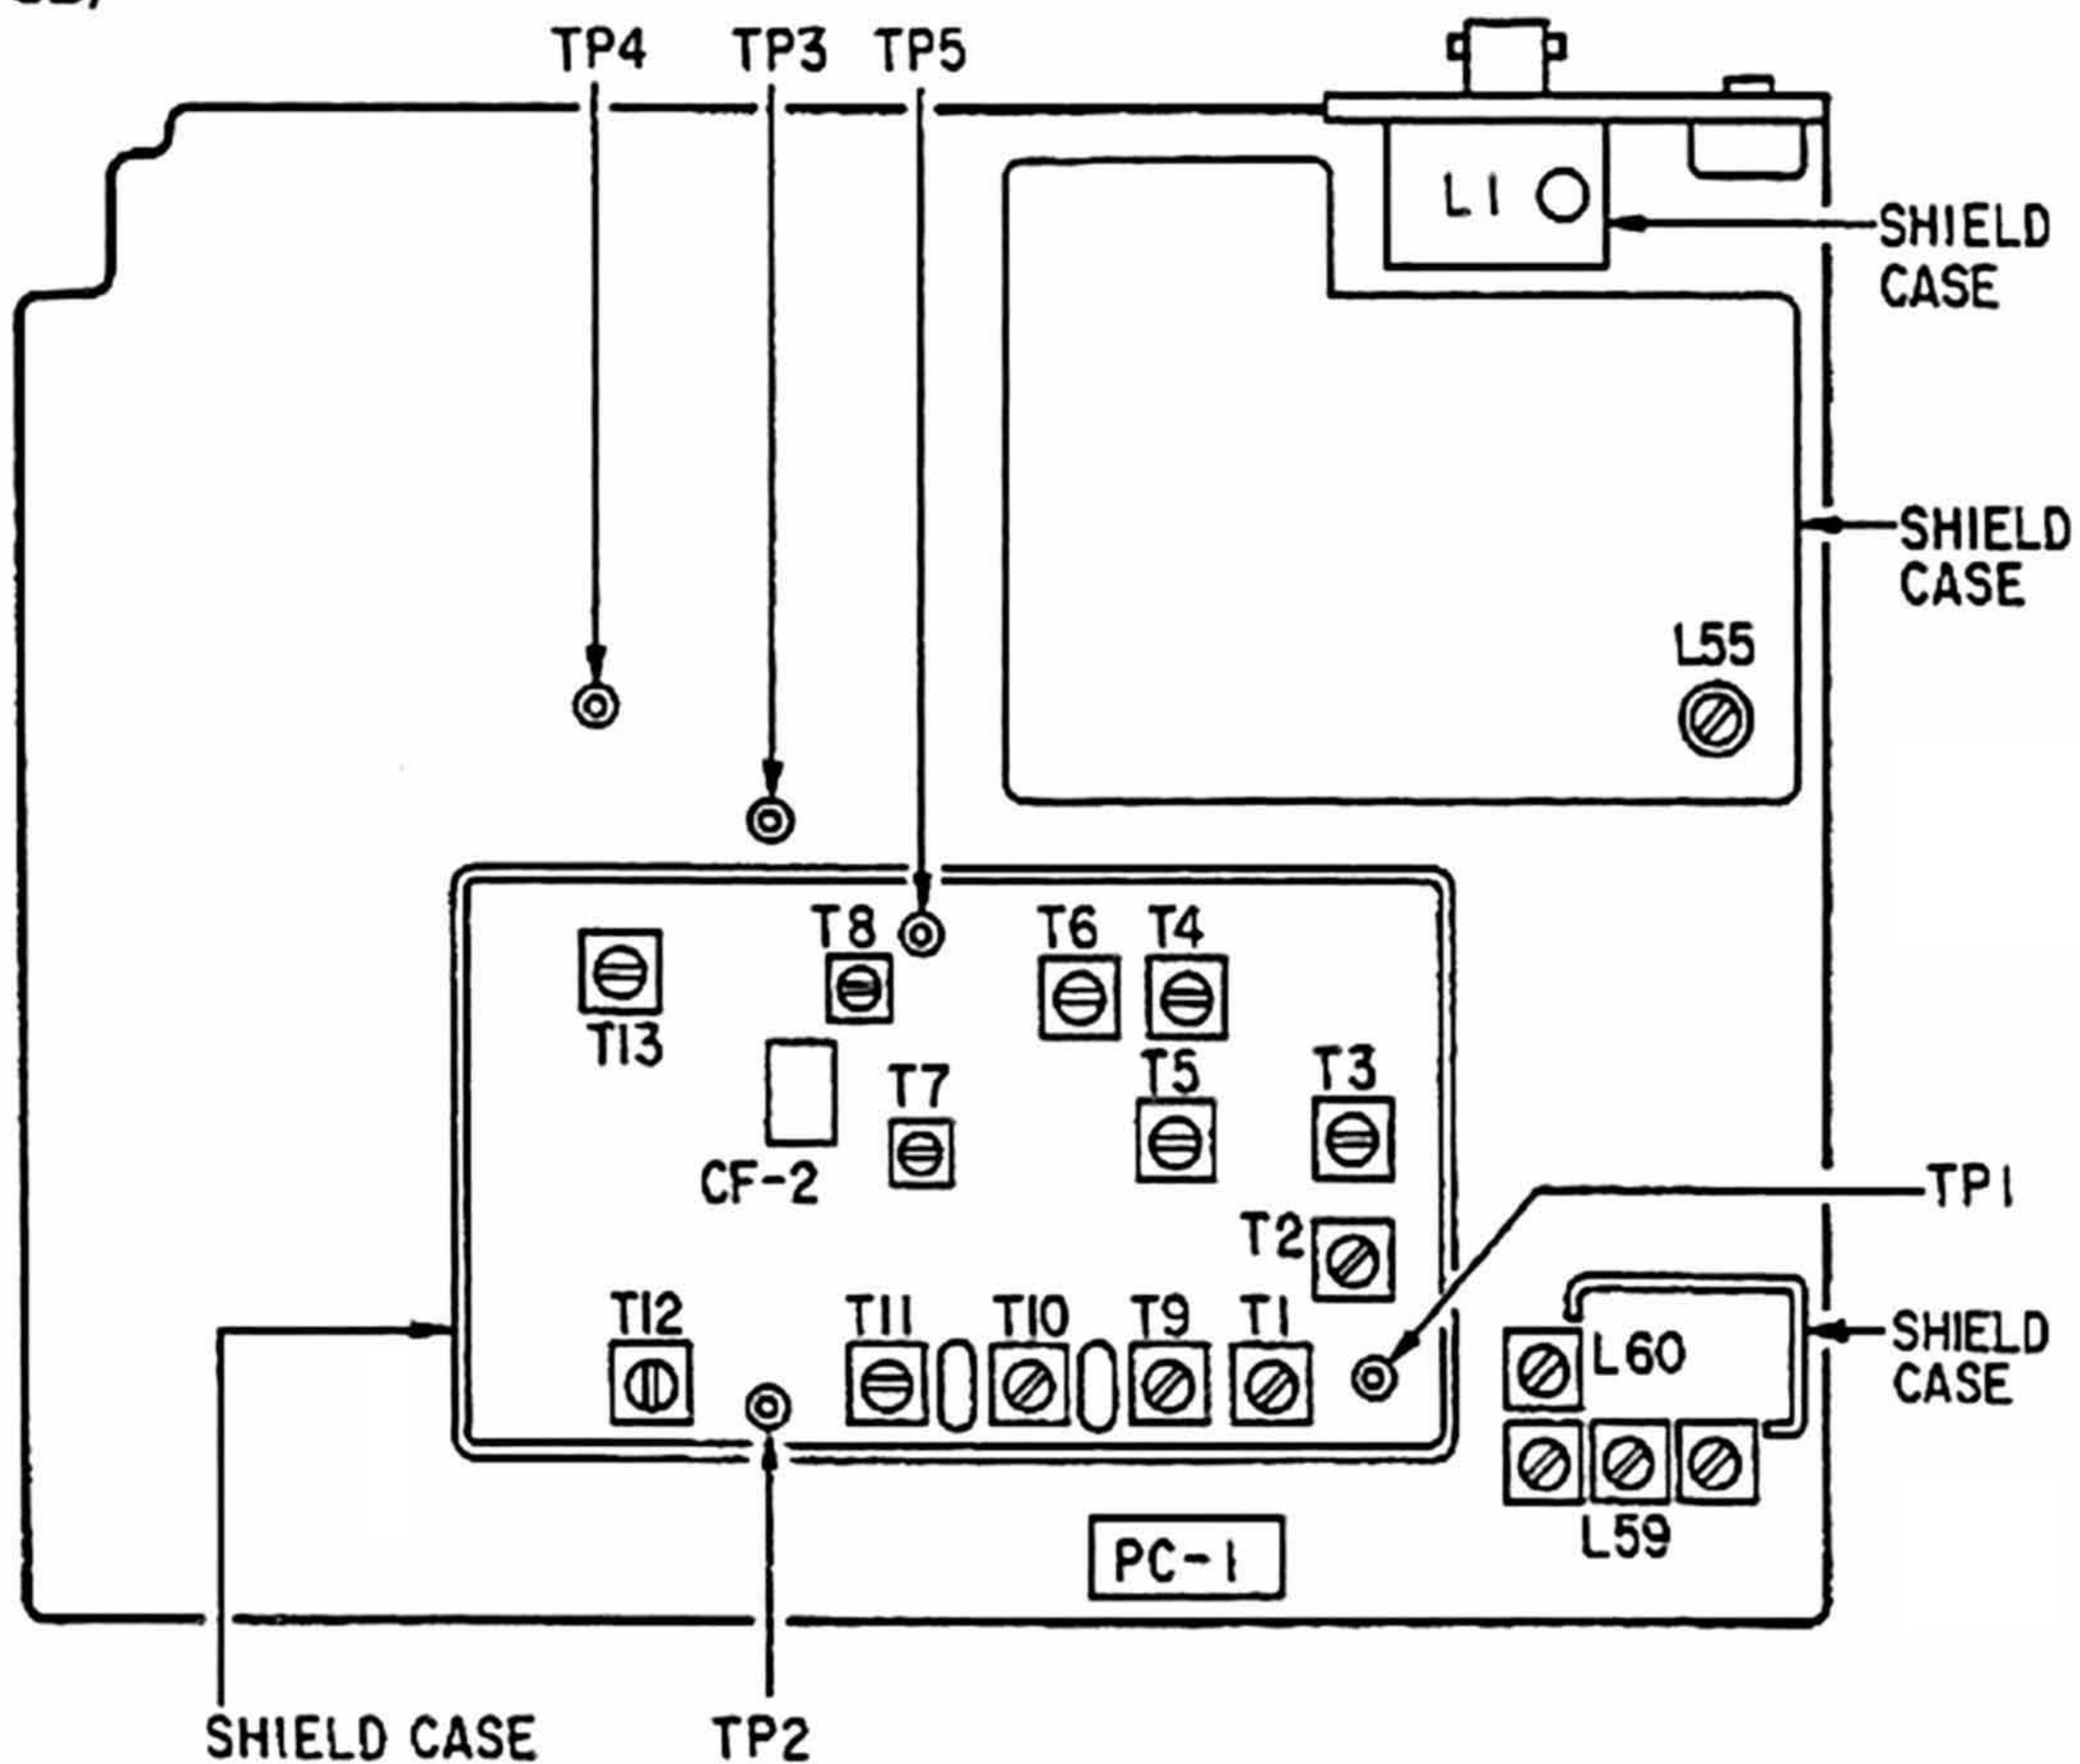 TP4 TP3 TP5
L1
SHIELD
CASE
SHIELD
CASE
L55
T8 T6 T4
T13
T7 T5 T3
CF-2
TP1
T2
T12 T11 T10 T9 T1
L60
SHIELD
CASE
L59
PC-1
SHIELD CASE TP2